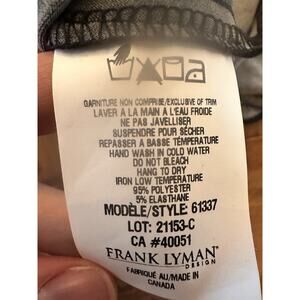 GARNITURE NON COMPRISE/EXCLUSIVE OF TRIM
LAVER A LA MAIN A L'EAU FROIDE
NE PAS JAVELLISER
SUSPENDRE POUR SÉCHER
REPASSER A BASSE TEMPÉRATURE
HAND WASH IN COLD WATER
DO NOT BLEACH
HANG TO DRY
IRON LOW TEMPERATURE
95% POLYESTER
5% ELASTHANE
MODÈLE/STYLE: 61337
LOT: 21153-C
CA #40051
FRANK LYMAN
DESIGN
FABRIQUÉ AU/MADE IN
CANADA